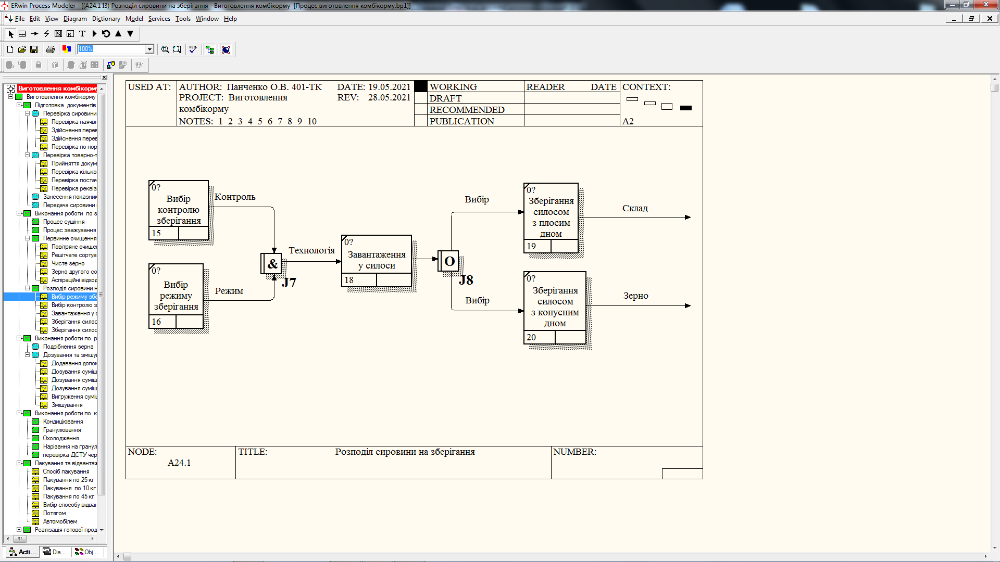 ERwin Process Modeler - [(A24.1 IЗ) Розподіл сировини на зберігання - Виготовлення комбікорму [Процес виготовлення комбікорму.bp1]]
File Edit View Diagram Dictionary Model Services Tools Window Help
100%
Виготовлення комбікорму
Виготовлення комбікорму
Підготовка документів
Перевірка сировини
Перевірка наявн
Здійснення перев
Здійснення перев
Перевірка по нор
Перевірка товарно-т
Прийняття докум
Перевірка кілько
Перевірка постач
Перевірка реквіз
Занесення показник
Передача сировини
Виконання роботи по з
Процес сушіння
Процес зважування
Первинне очищення
Повітряне очище
Решітчате сортув
Чисте зерно
Зерно другого со
Аспіраційні відход
Розподіл сировини н
Вибір режиму збе
Вибір контролю з
Завантаження у с
Зберігання силос
Зберігання силос
Виконання роботи по р
Подрібнення зерна
Дозування та змішу
Додавання допом
Дозування суміш
Дозування суміш
Дозування суміш
Вигруження суміш
Змішування
Виконання роботи по к
Кондиціювання
Гранулювання
Охолодження
Нарізання на гранул
перевірка ДСТУ чер
Пакування та відвантаж
Спосіб пакування
Пакування по 25 кг
Пакування по 10 кг
Пакування по 45 кг
Вибір способу відван
Потягом
Автомобілем
Реалізація готової прод
Acti... Dia... Obj...
USED AT:
AUTHOR: Панченко О.В. 401-ТК DATE: 19.05.2021
PROJECT: Виготовлення REV: 28.05.2021
комбікорму
NOTES: 1 2 3 4 5 6 7 8 9 10
WORKING
DRAFT
RECOMMENDED
PUBLICATION
READER DATE
CONTEXT:
A2
0?
Вибір
контролю
зберігання
15
Контроль
0?
Вибір
режиму
зберігання
16
Режим
&
J7
Технологія
0?
Завантаження
у силоси
18
O
J8
Вибір
Вибір
0?
Зберігання
силосом
з плосим
дном
19
Склад
0?
Зберігання
силосом
з конусним
дном
20
Зерно
NODE:
A24.1
TITLE:
Розподіл сировини на зберігання
NUMBER: